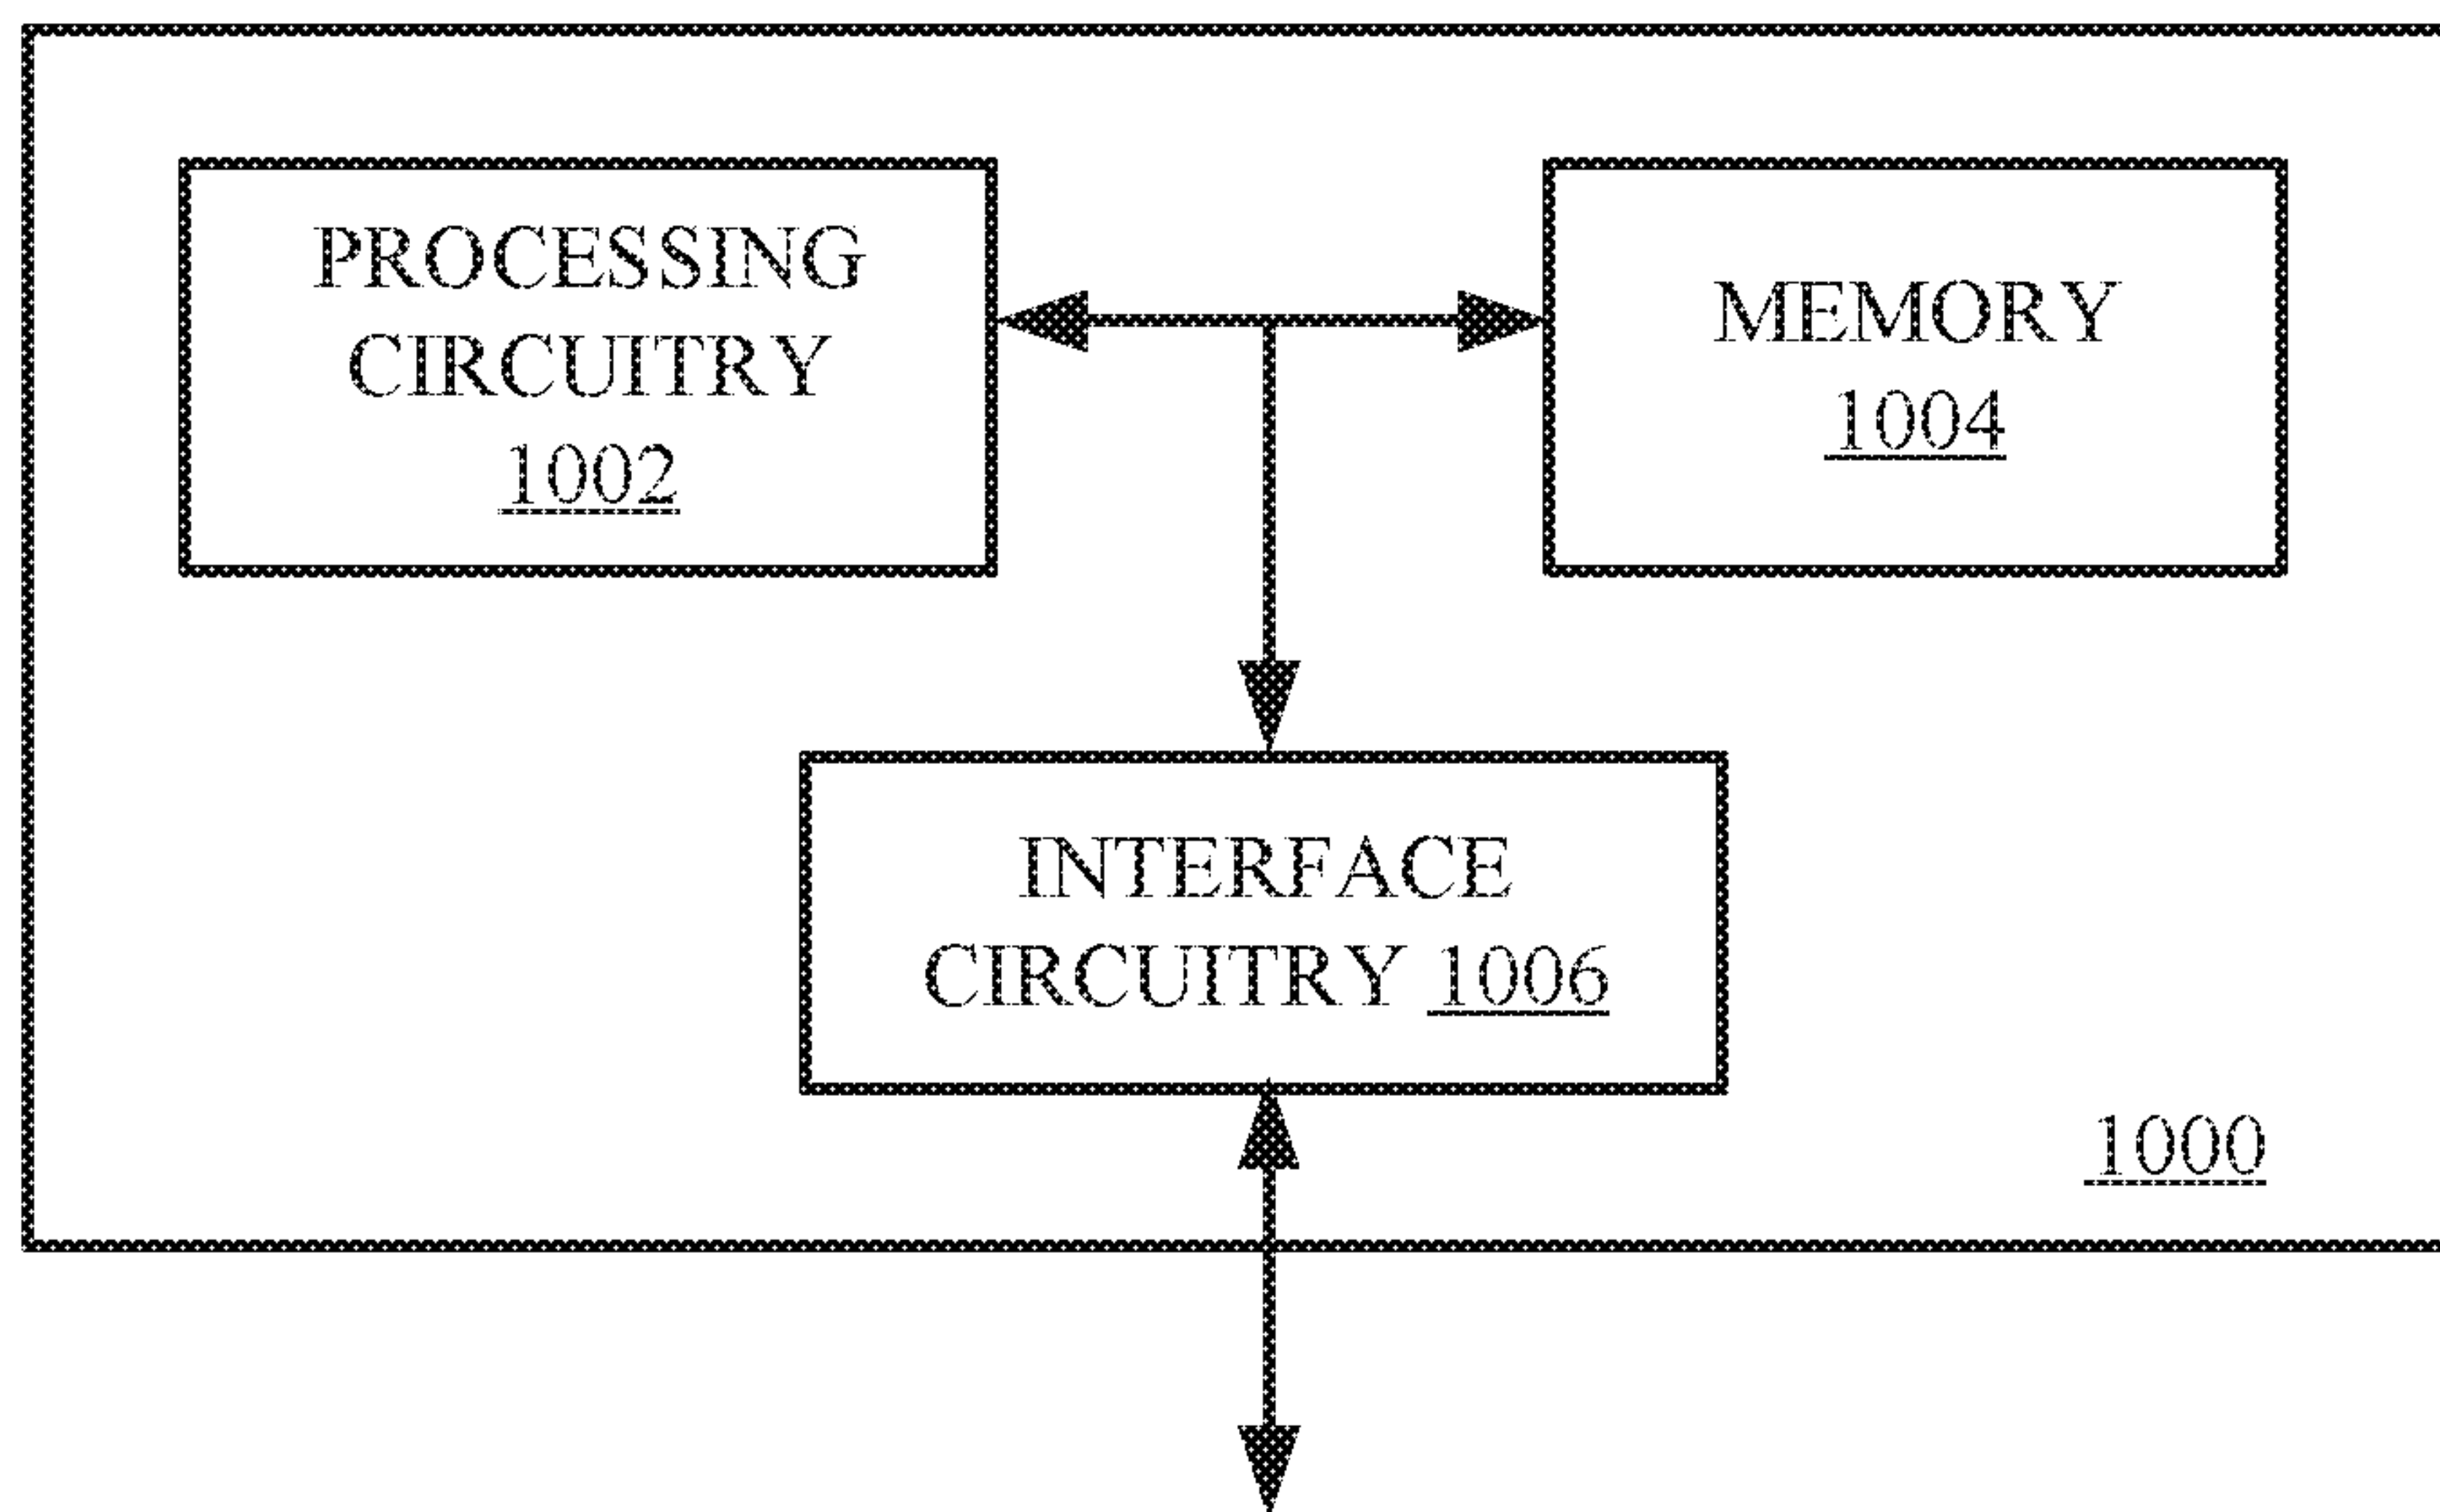 PROCESSING
CIRCUITRY
1002
MEMORY
1004
INTERFACE
CIRCUITRY 1006
1000